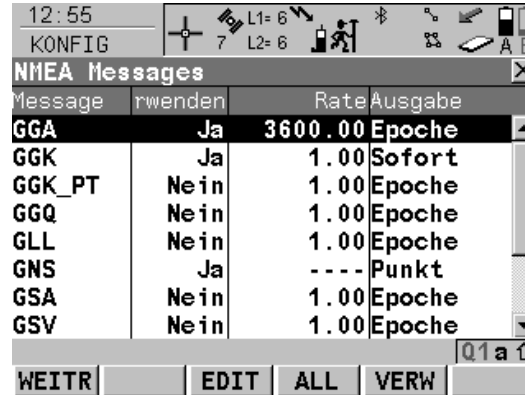 12:55 L1= 6
KONFIG 7 L2= 6 A
NMEA Messages
Message rwenden Rate Ausgabe
GGA Ja 3600.00 Epoche
GGK Ja 1.00 Sofort
GGK_PT Nein 1.00 Epoche
GGQ Nein 1.00 Epoche
GLL Nein 1.00 Epoche
GNS Ja ---- Punkt
GSA Nein 1.00 Epoche
GSV Nein 1.00 Epoche
Q1 a
WEITR EDIT ALL VERW